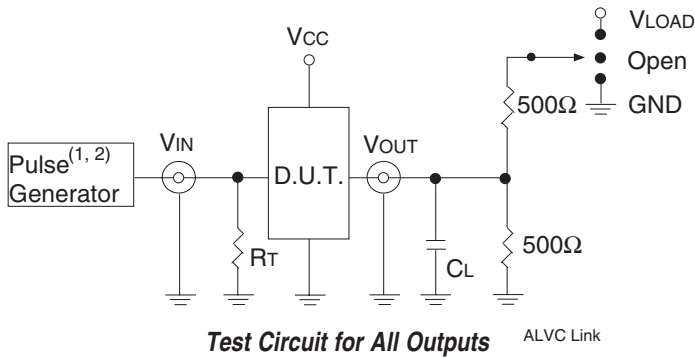 VLOAD
VCC
Open
500Ω
GND
Pulse(1, 2)
Generator
VIN
D.U.T.
VOUT
RT
CL
500Ω
Test Circuit for All Outputs
ALVC Link